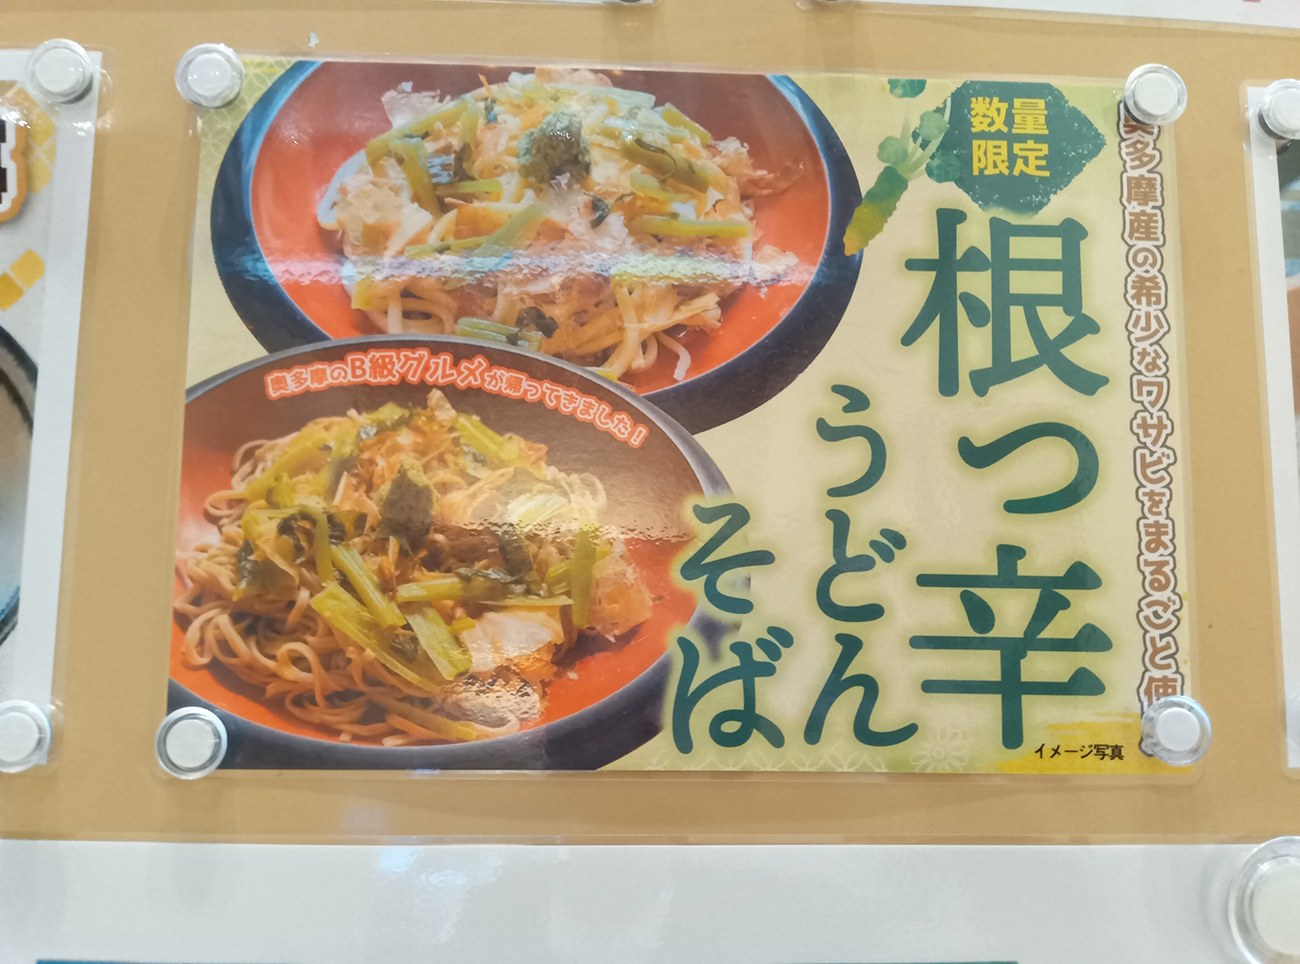 奥多摩産の希少なワサビをまるごと使
数量
限定
根っ辛
うどん
そば
奥多摩のB級グルメが帰ってきました！
イメージ写真